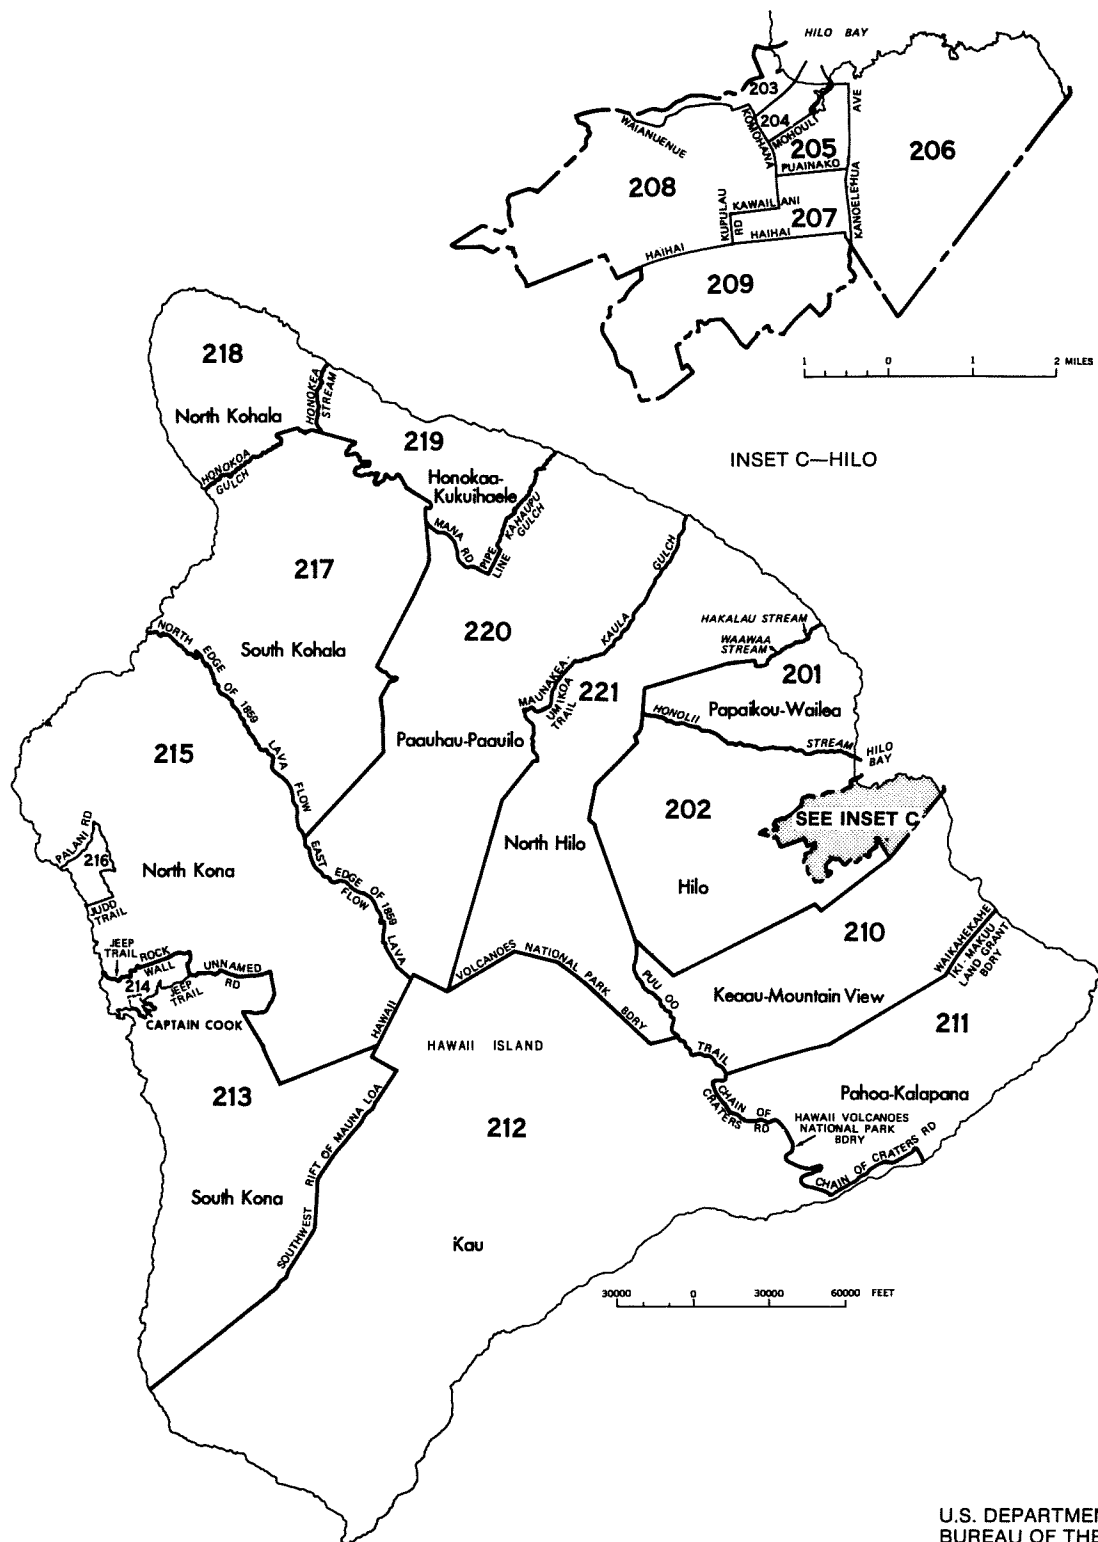 HILO BAY
203
204
WAIANUENUE
KOMOHANA
MOHOULI
AVE
205
206
PUAINAKO
208
KUPULAU
RD
KAWAILANI
207
KANOELEHUA
HAIHAI
HAIHAI
209
1 0 1 2 MILES
INSET C—HILO
218
North Kohala
HONOKEA
STREAM
219
Honokaa-
Kukuihaele
HONOKOA
GULCH
MANA RD
PIPE
LINE
KAHAUPU
GULCH
217
South Kohala
220
KAULA GULCH
HAKALAU STREAM
WAAWAA
STREAM
NORTH EDGE OF 1859 LAVA FLOW
MAUNAKEA-
UMIKOA
TRAIL
221
201
Papaikou-Wailea
HONOLII STREAM
HILO
BAY
215
Paauhau-Paauilo
202
SEE INSET C
North Hilo
Hilo
PALANI RD
216
North Kona
EAST EDGE OF 1859
LAVA FLOW
JUDD
TRAIL
210
WAIKAHEKAHE
IKI-MAKUU
LAND GRANT
BDRY
JEEP
TRAIL
ROCK
WALL
UNNAMED
RD
214
JEEP
TRAIL
CAPTAIN COOK
HAWAII VOLCANOES NATIONAL PARK BDRY
PUU OO TRAIL
Keaau-Mountain View
211
HAWAII ISLAND
213
Pahoa-Kalapana
CHAIN OF
CRATERS RD
HAWAII VOLCANOES
NATIONAL PARK
BDRY
212
SOUTHWEST RIFT OF MAUNA LOA
CHAIN OF CRATERS RD
South Kona
Kau
30000 0 30000 60000 FEET
U.S. DEPARTMEN
BUREAU OF THE